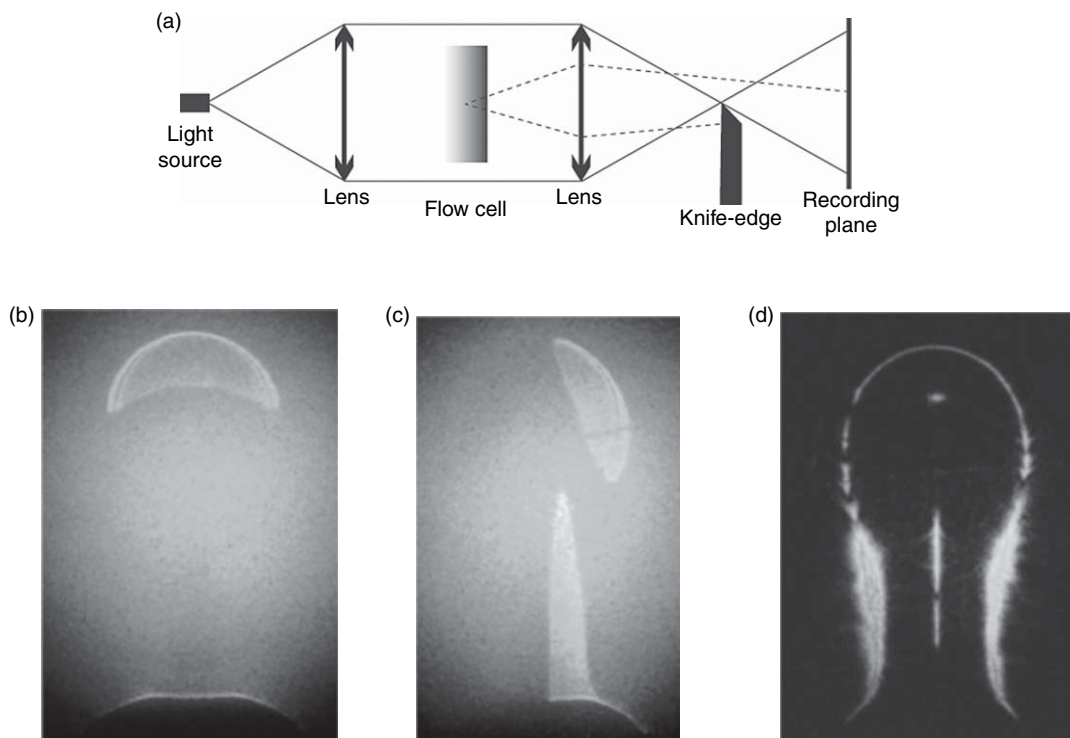 (a)
Light
source
Lens
Flow cell
Lens
Knife-edge
Recording
plane
(b)
(c)
(d)